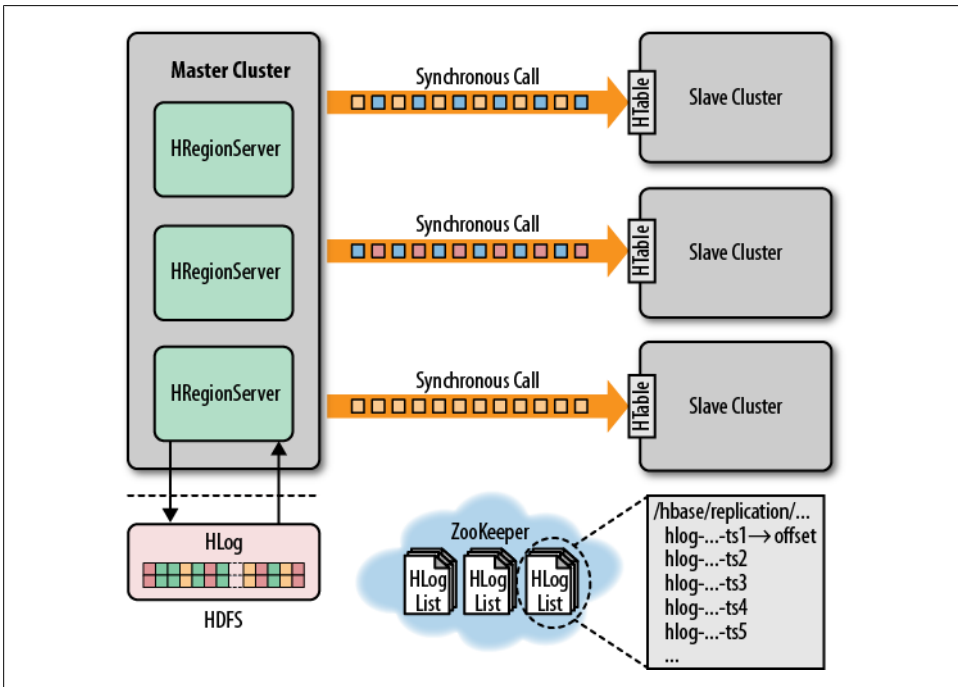 Master Cluster
HRegionServer
HRegionServer
HRegionServer
Synchronous Call
HTable
Slave Cluster
Synchronous Call
HTable
Slave Cluster
Synchronous Call
HTable
Slave Cluster
HLog
HDFS
ZooKeeper
HLog
List
HLog
List
HLog
List
/hbase/replication/...
hlog-...-ts1→offset
hlog-...-ts2
hlog-...-ts3
hlog-...-ts4
hlog-...-ts5
...